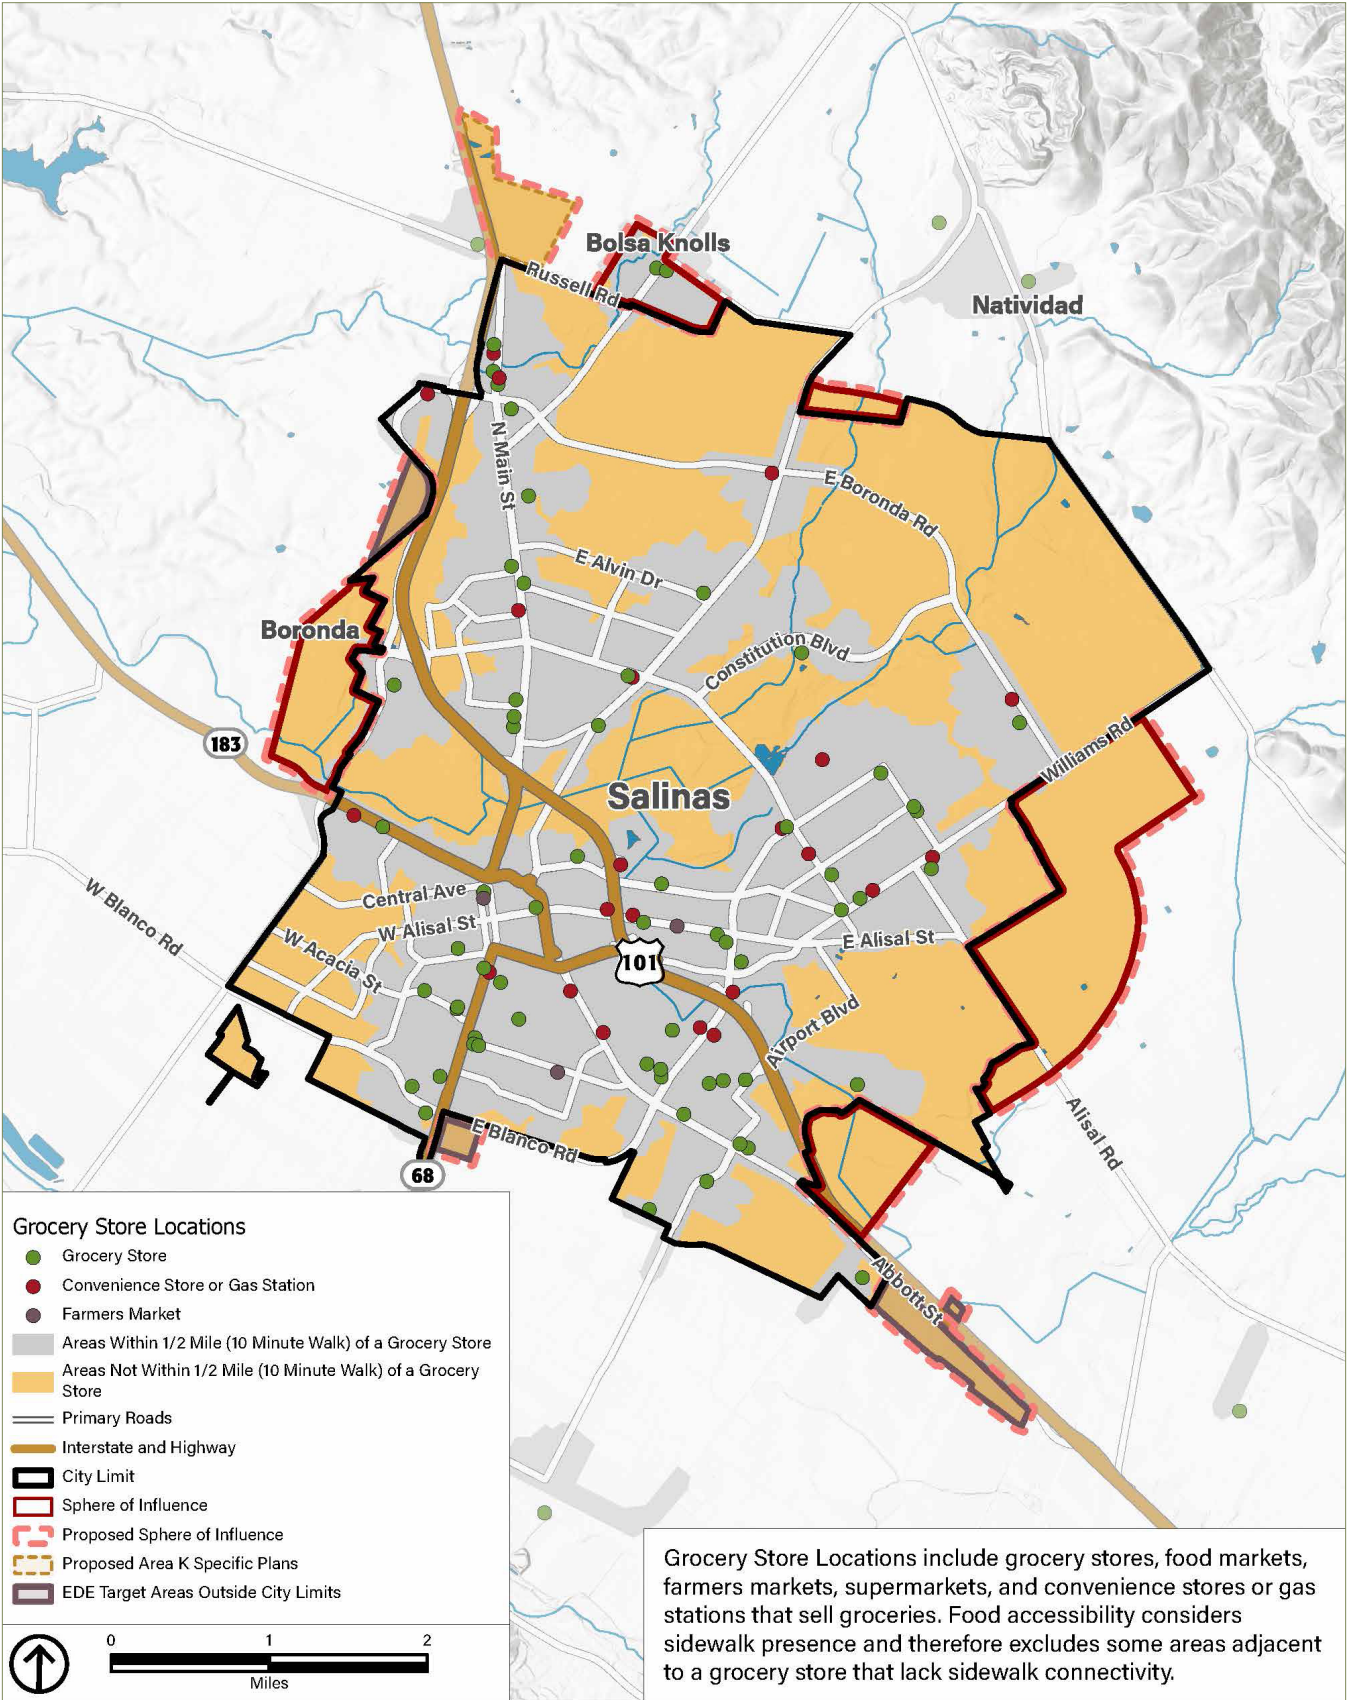 Bolsa Knolls
Russell Rd
Natividad
N Main St
E Boronda Rd
E Alvin Dr
Boronda
Constitution Blvd
183
Williams Rd
Salinas
Central Ave
W Blanco Rd
W Alisal St
E Alisal St
W Acacia St
101
Airport Blvd
E Blanco Rd
Alisal Rd
68
Abbott St
Grocery Store Locations
Grocery Store
Convenience Store or Gas Station
Farmers Market
Areas Within 1/2 Mile (10 Minute Walk) of a Grocery Store
Areas Not Within 1/2 Mile (10 Minute Walk) of a Grocery
Store
Primary Roads
Interstate and Highway
City Limit
Sphere of Influence
Proposed Sphere of Influence
Proposed Area K Specific Plans
EDE Target Areas Outside City Limits
0 1 2
Miles
Grocery Store Locations include grocery stores, food markets,
farmers markets, supermarkets, and convenience stores or gas
stations that sell groceries. Food accessibility considers
sidewalk presence and therefore excludes some areas adjacent
to a grocery store that lack sidewalk connectivity.